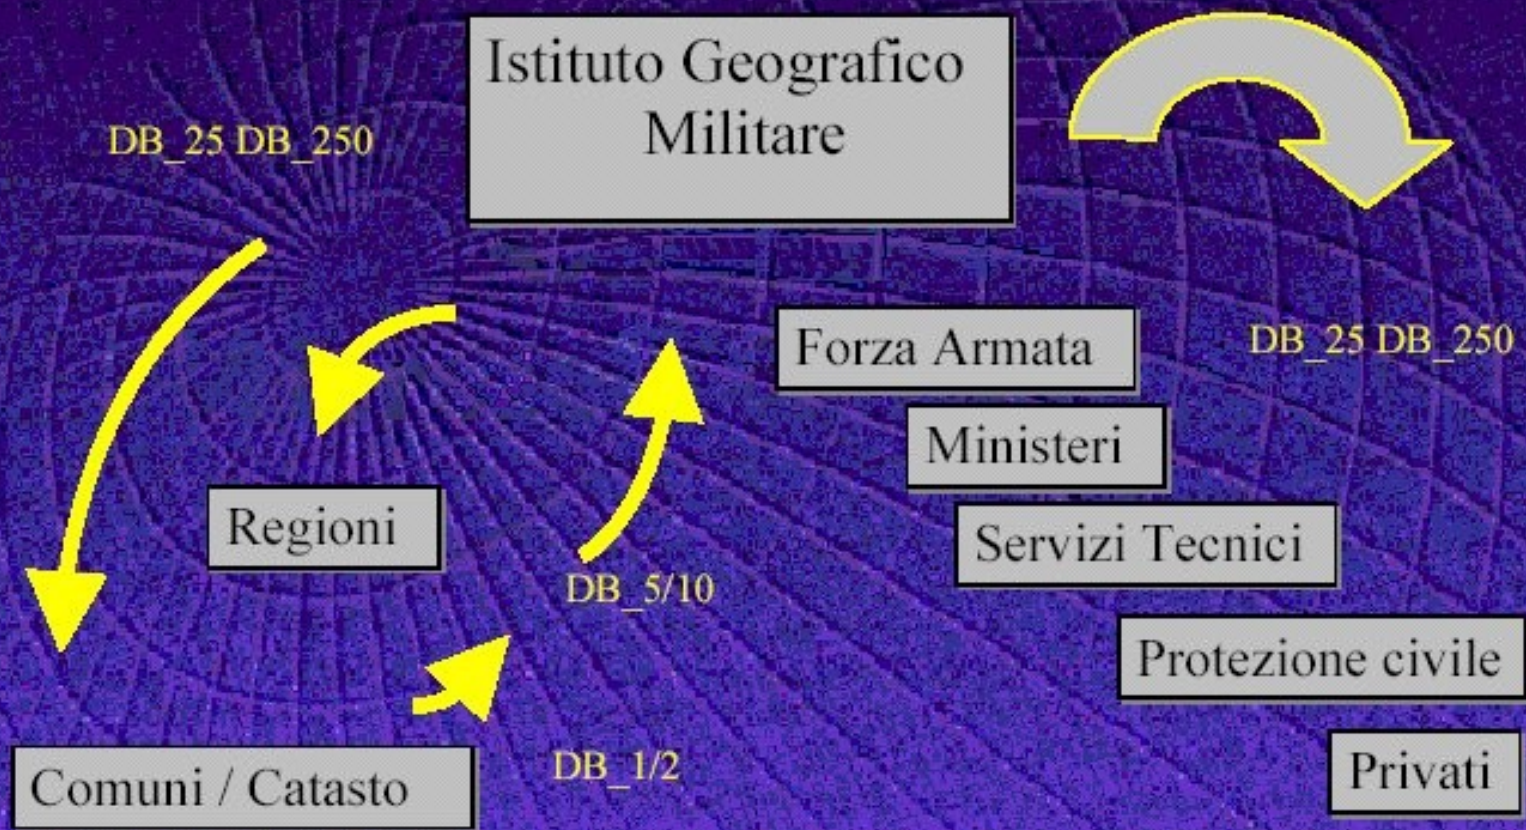 Istituto Geografico
Militare
DB_25 DB_250
Forza Armata
DB_25 DB_250
Ministeri
Regioni
Servizi Tecnici
DB_5/10
Protezione civile
DB_1/2
Privati
Comuni / Catasto